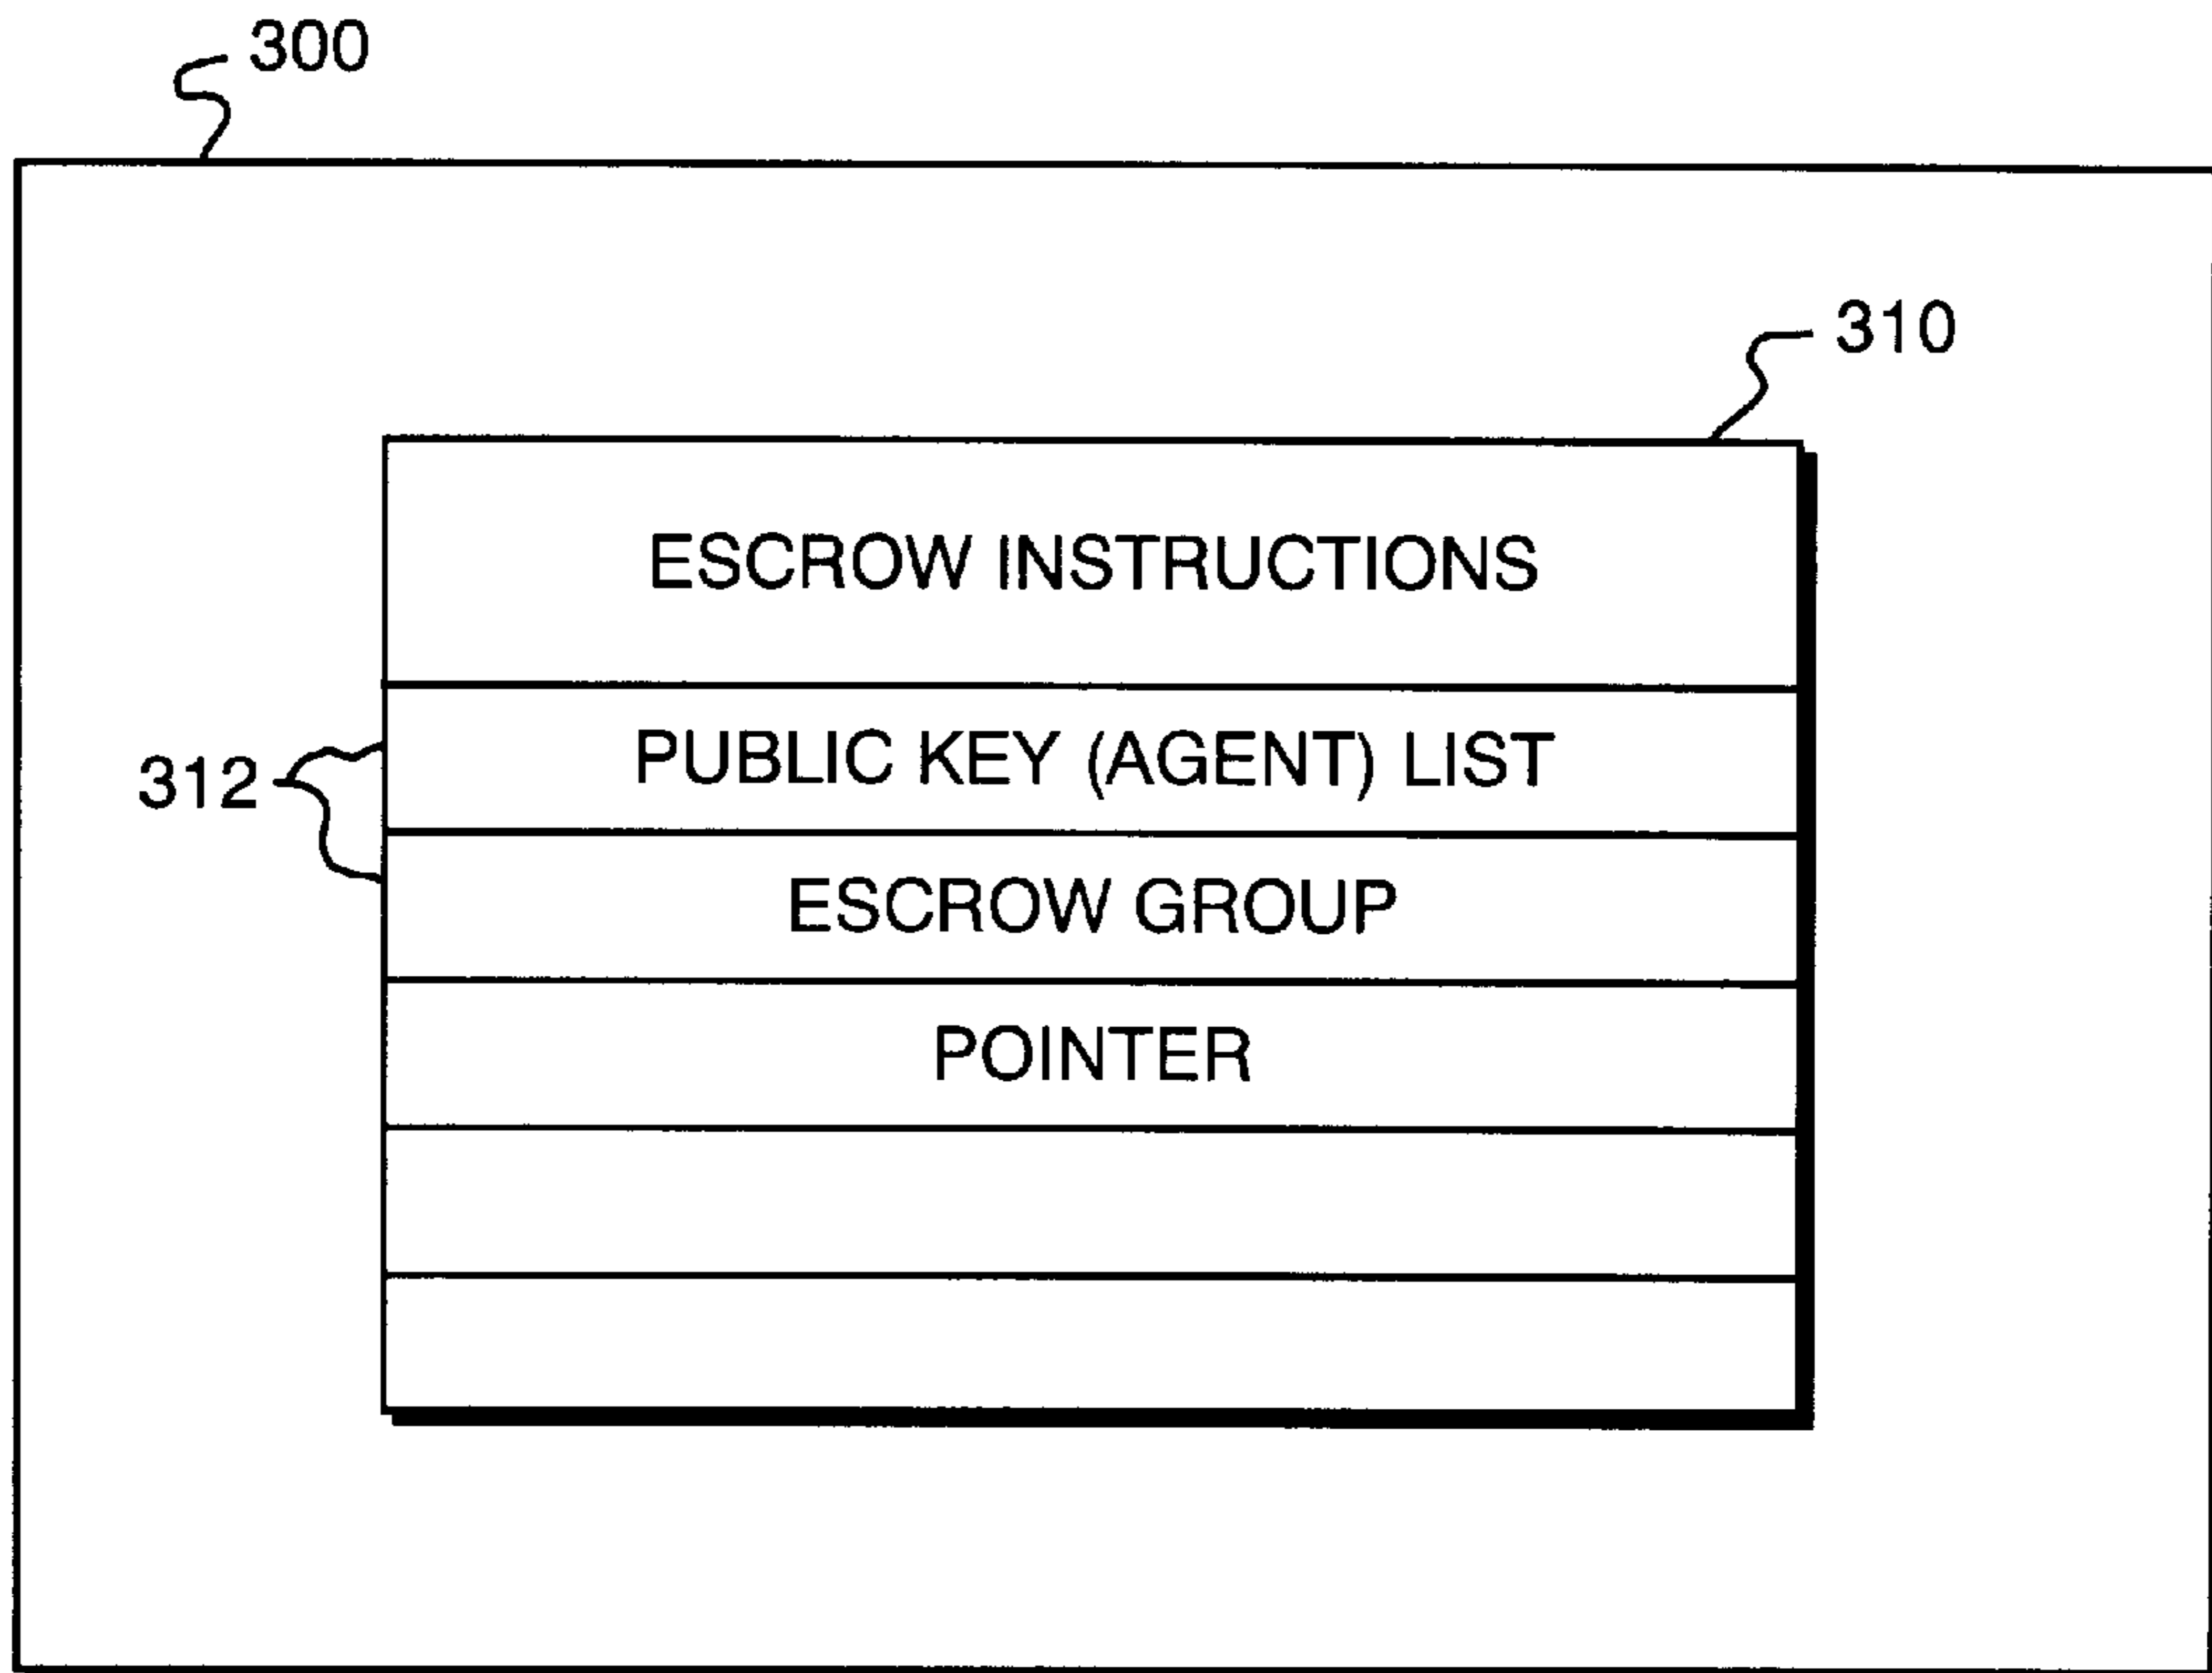 300
310
ESCROW INSTRUCTIONS
312
PUBLIC KEY (AGENT) LIST
ESCROW GROUP
POINTER